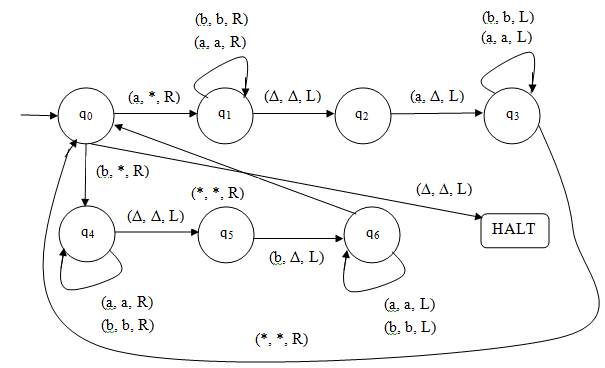 (b, b, R)
(a, a, R)
(b, b, L)
(a, a, L)
(a, *, R)
(Δ, Δ, L)
(a, Δ, L)
q0
q1
q2
q3
(b, *, R)
(*, *, R)
(Δ, Δ, L)
(Δ, Δ, L)
q4
q5
q6
HALT
(b, Δ, L)
(a, a, R)
(b, b, R)
(a, a, L)
(b, b, L)
(*, *, R)